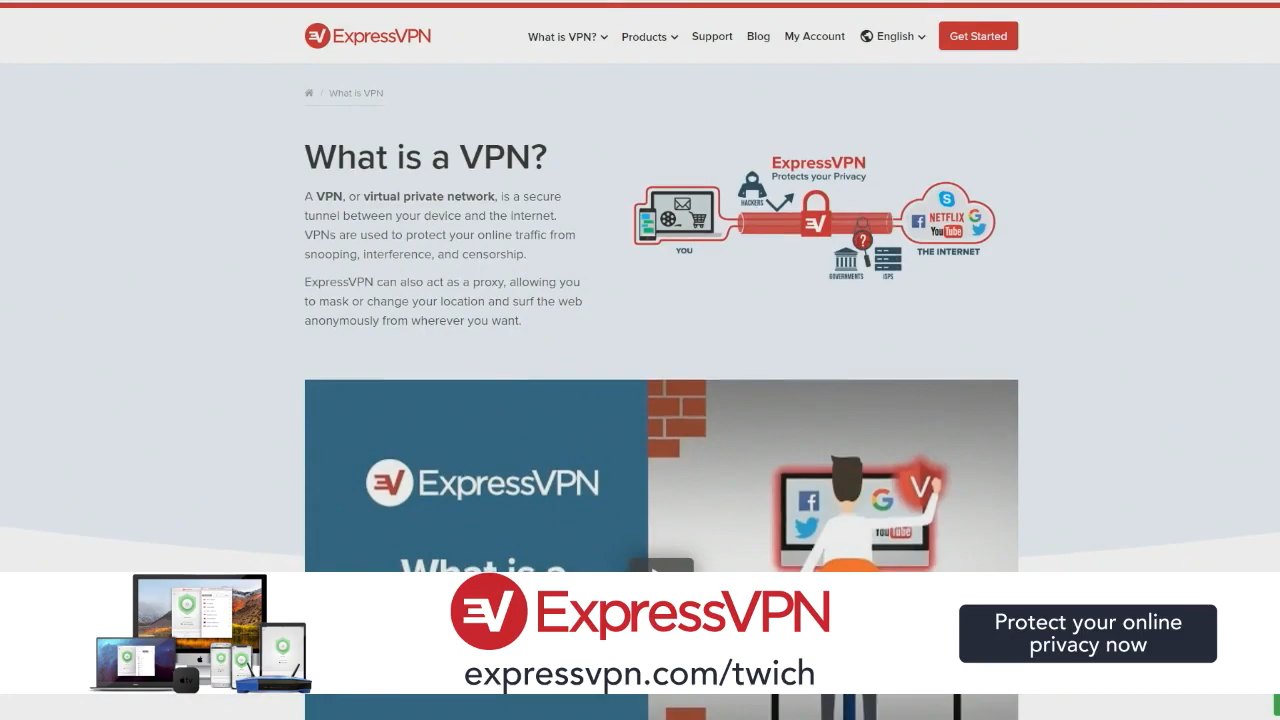 ExpressVPN
What is VPN? Products Support Blog My Account English Get Started
What is VPN
What is a VPN?
A VPN, or virtual private network, is a secure
tunnel between your device and the internet.
VPNs are used to protect your online traffic from
snooping, interference, and censorship.
ExpressVPN can also act as a proxy, allowing you
to mask or change your location and surf the web
anonymously from wherever you want.
ExpressVPN
Protects your Privacy
HACKERS
NETFLIX
YouTube
YOU
THE INTERNET
GOVERNMENTS ISPS
ExpressVPN
What is a
YouTube
ExpressVPN
expressvpn.com/twich
Protect your online
privacy now